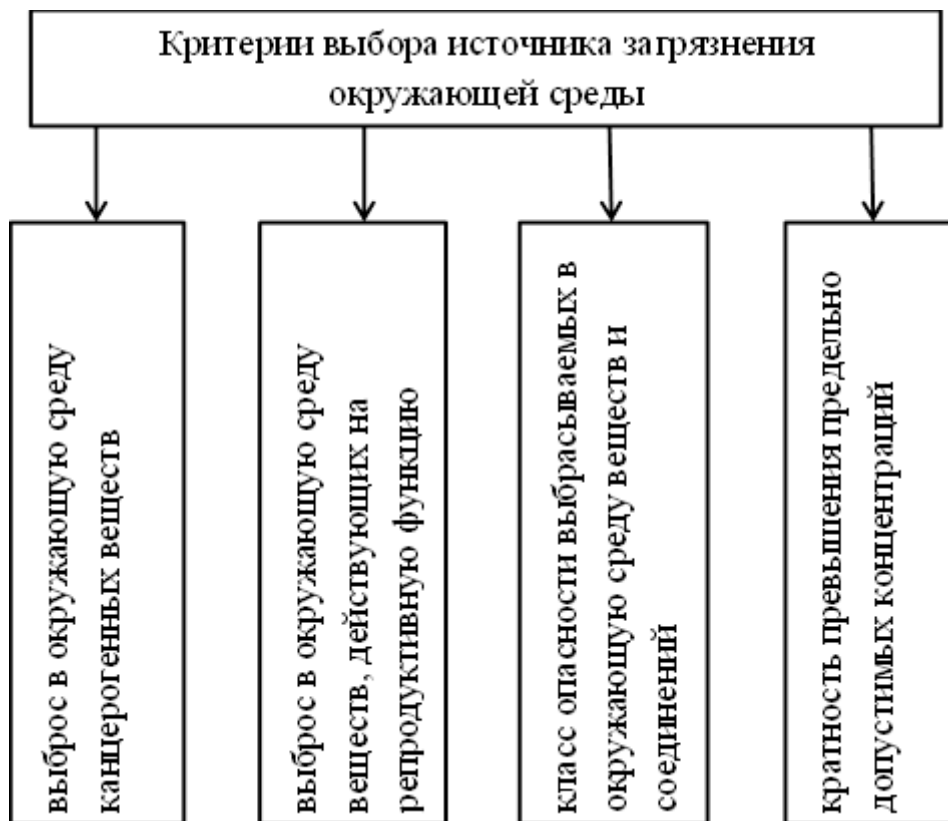 Критерии выбора источника загрязнения
окружающей среды
выброс в окружающую среду
канцерогенных веществ
выброс в окружающую среду
веществ, действующих на
репродуктивную функцию
класс опасности выбрасываемых в
окружающую среду веществ и
соединений
кратность превышения предельно
допустимых концентраций